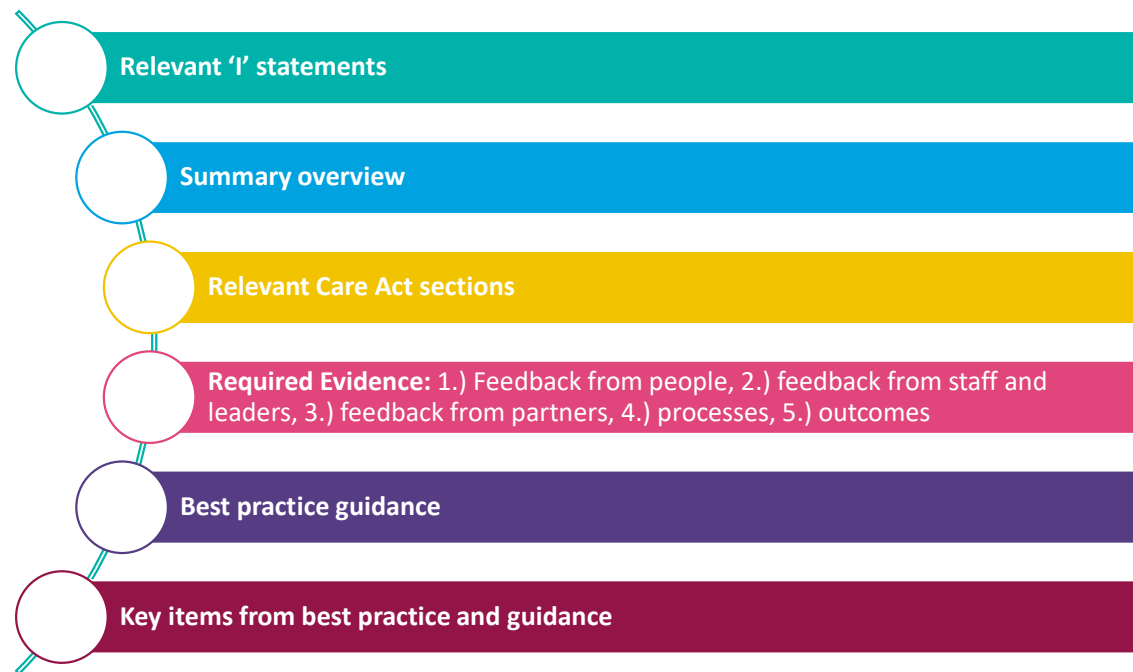 Relevant ‘I’ statements
Summary overview
Relevant Care Act sections
Required Evidence: 1.) Feedback from people, 2.) feedback from staff and
leaders, 3.) feedback from partners, 4.) processes, 5.) outcomes
Best practice guidance
Key items from best practice and guidance